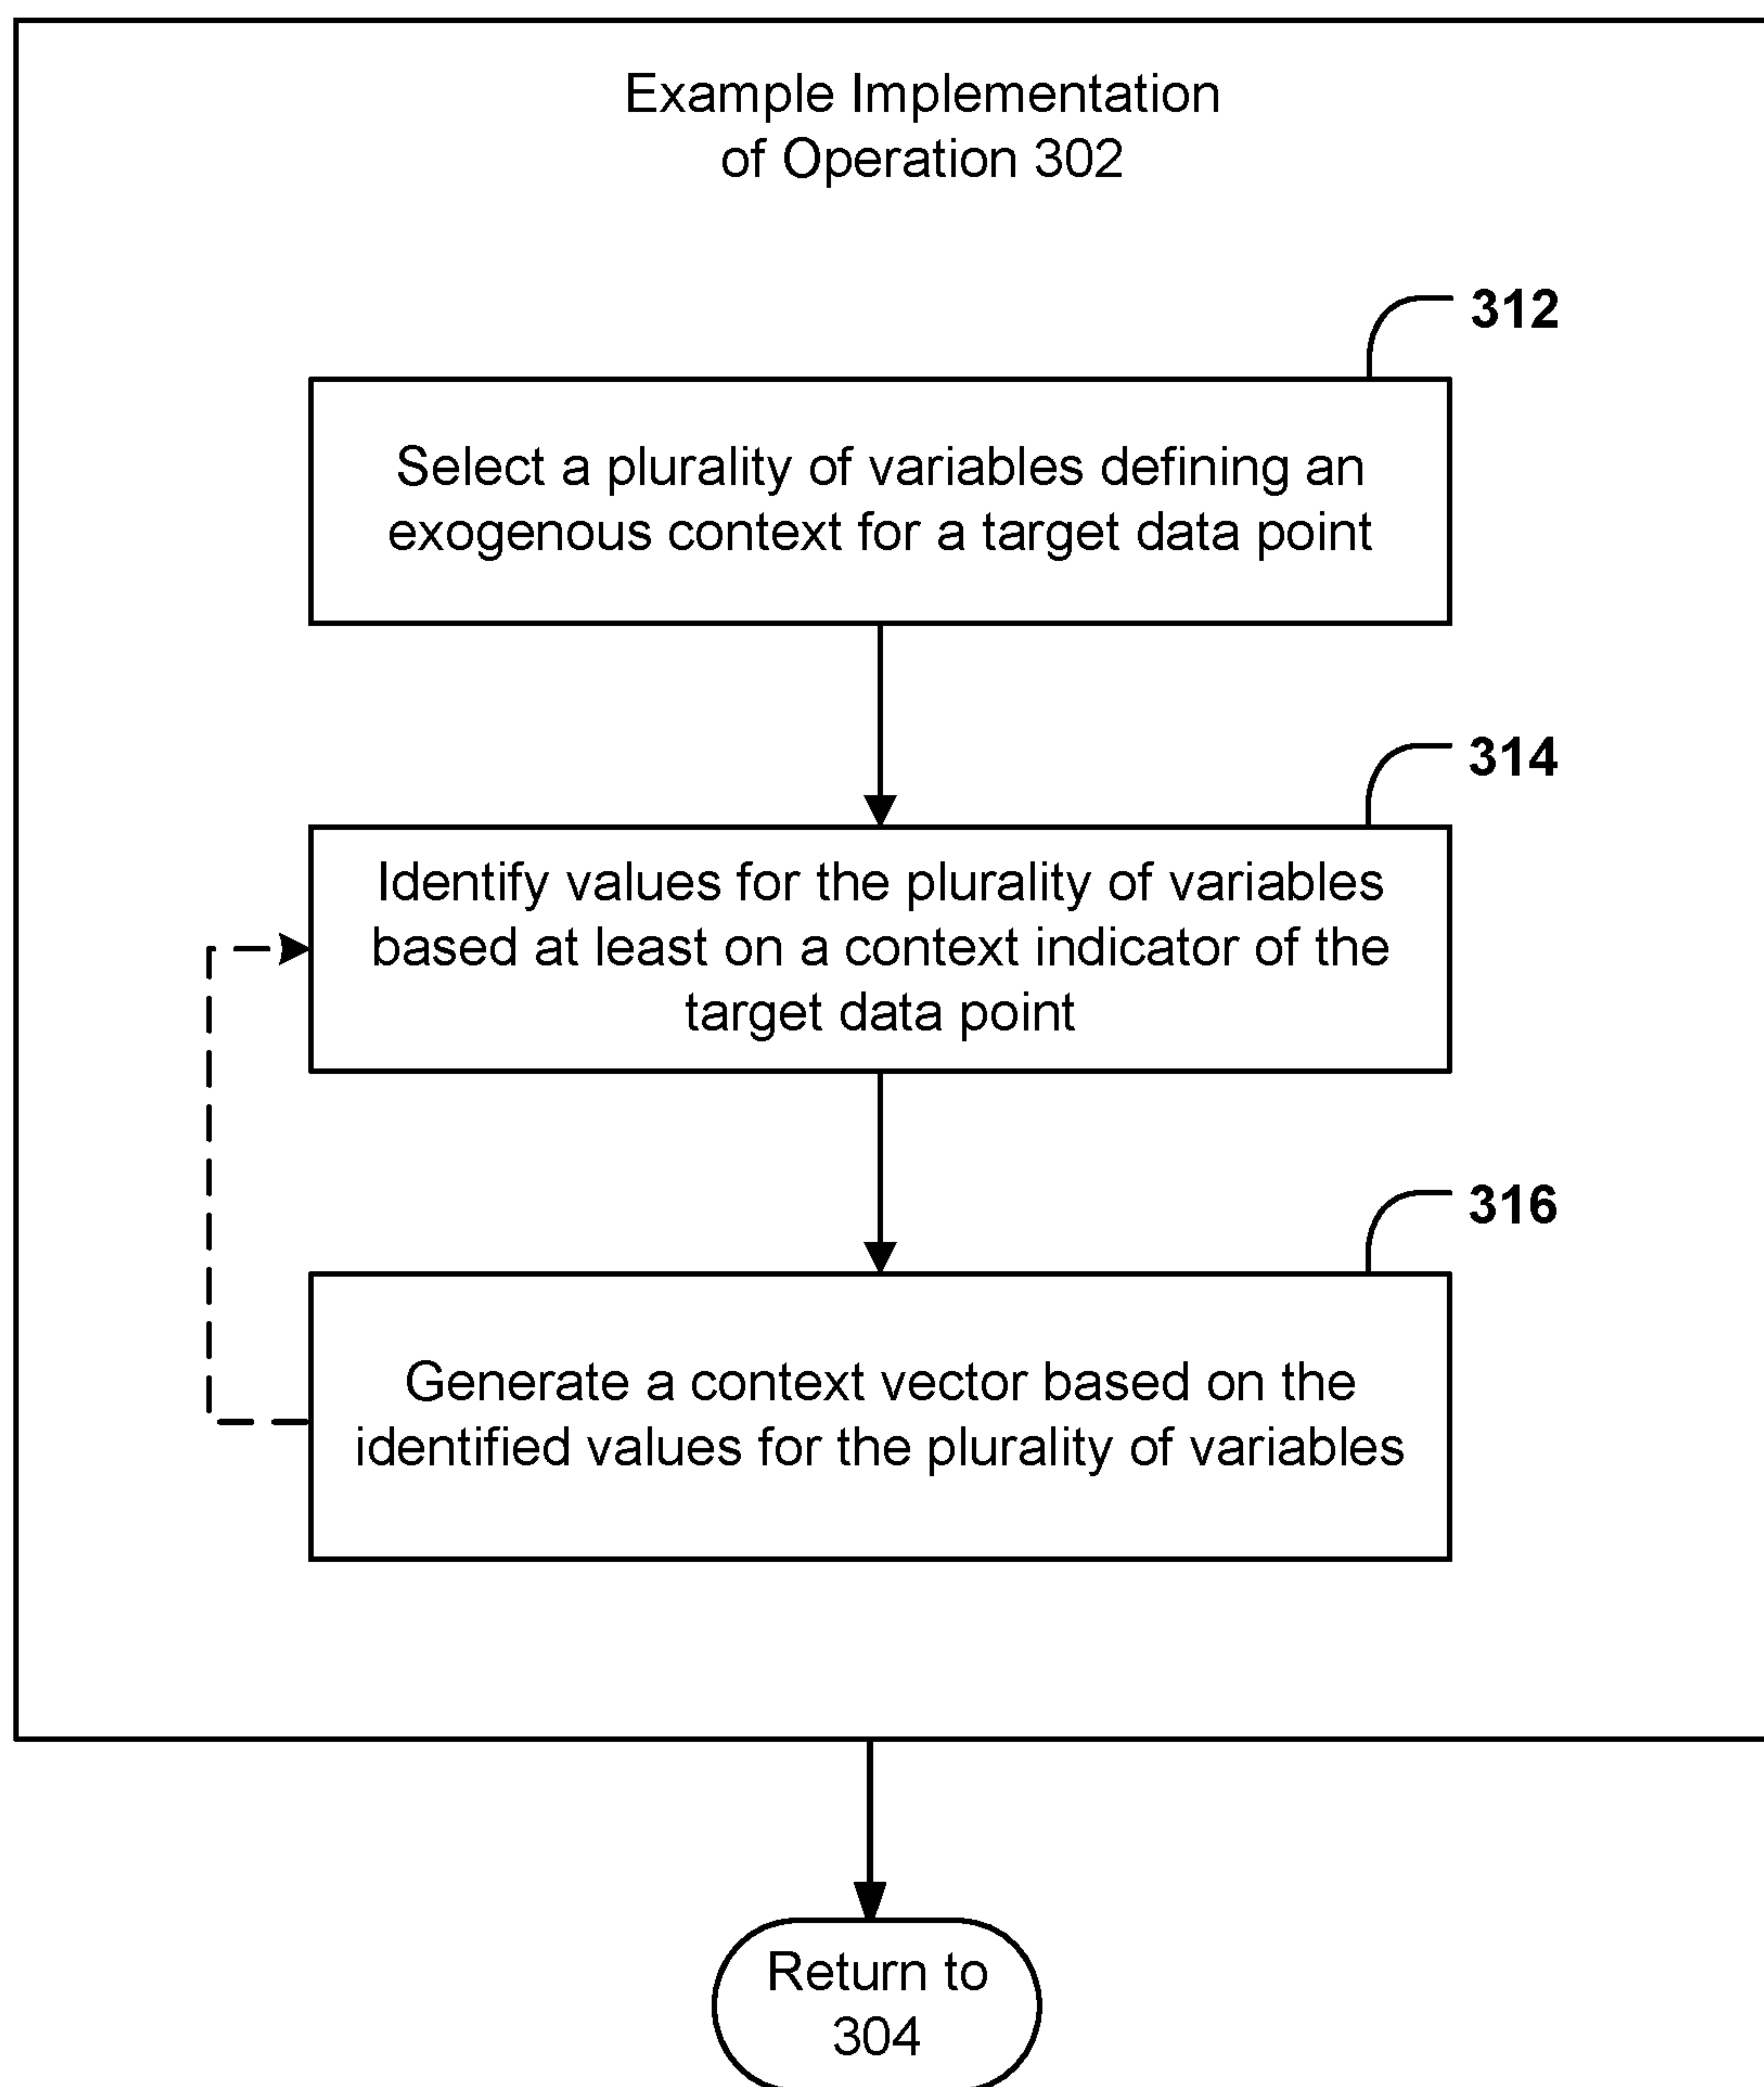 Example Implementation
of Operation 302
312
Select a plurality of variables defining an
exogenous context for a target data point
314
Identify values for the plurality of variables
based at least on a context indicator of the
target data point
316
Generate a context vector based on the
identified values for the plurality of variables
Return to
304